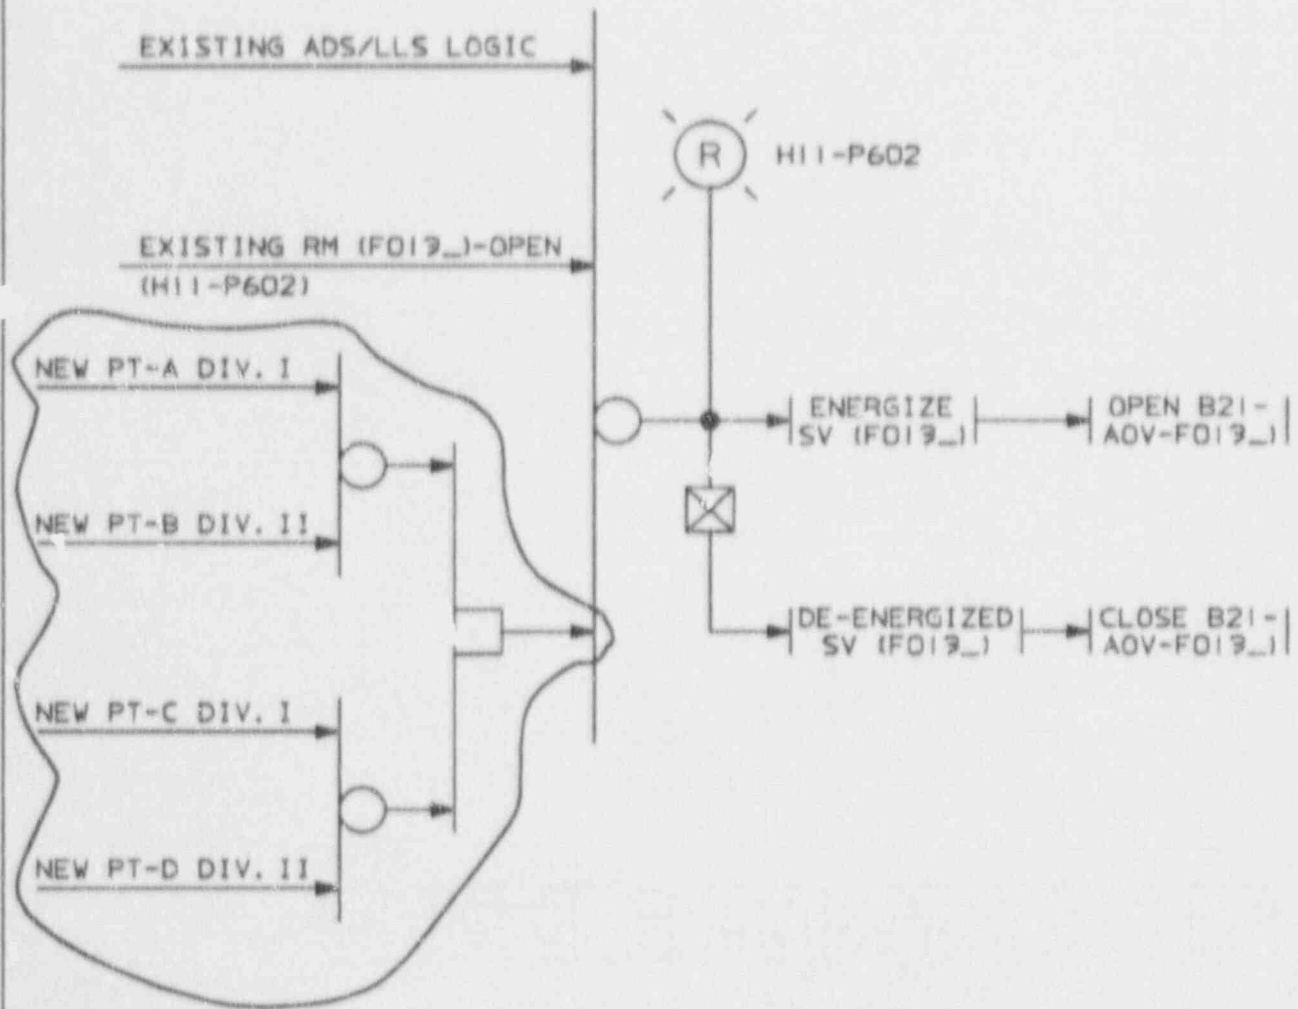 EXISTING ADS/LLS LOGIC
R H11-P602
EXISTING RM (F013_)-OPEN
(H11-P602)
NEW PT-A DIV. I
ENERGIZE
SV (F013_)
OPEN B21-
AOV-F013_)
NEW PT-B DIV. II
DE-ENERGIZED
SV (F013_)
CLOSE B21-
AOV-F013_)
NEW PT-C DIV. I
NEW PT-D DIV. II